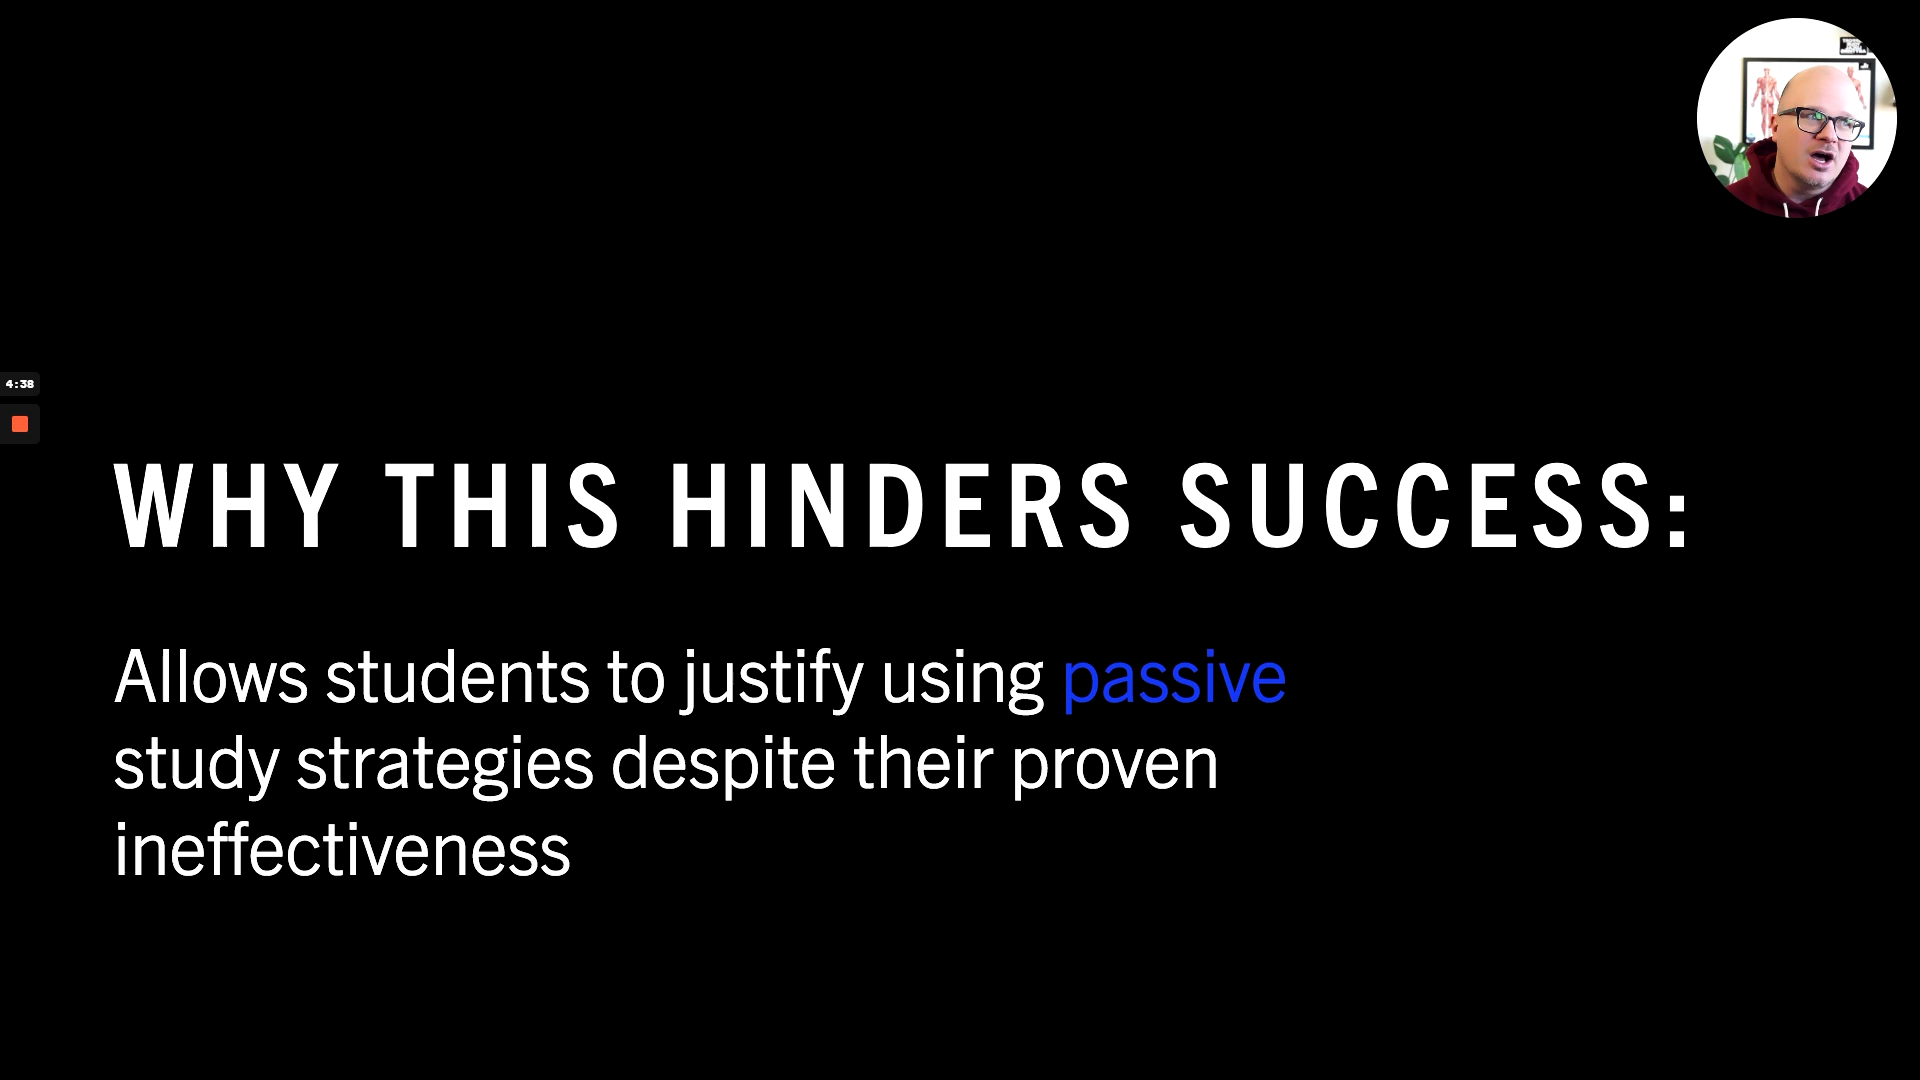 4:38
WHY THIS HINDERS SUCCESS:
Allows students to justify using passive
study strategies despite their proven
ineffectiveness